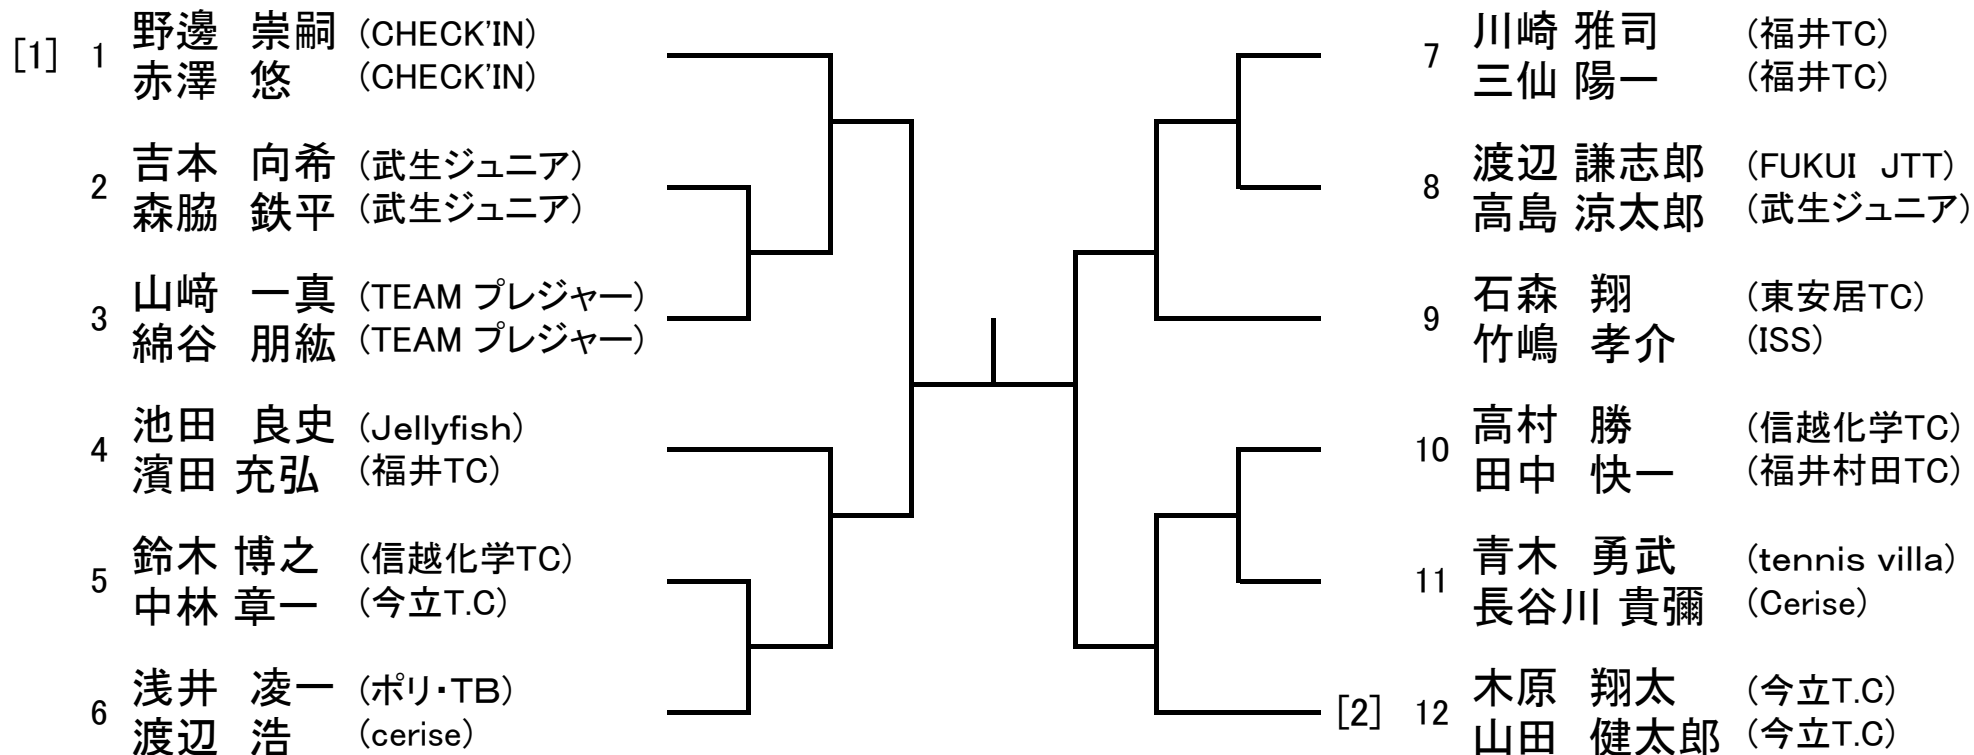 [1] 1 野邊 崇嗣 (CHECK'IN)
赤澤 悠 (CHECK'IN)
2 吉本 向希 (武生ジュニア)
森脇 鉄平 (武生ジュニア)
3 山﨑 一真 (TEAM プレジャー)
綿谷 朋紘 (TEAM プレジャー)
4 池田 良史 (Jellyfish)
濱田 充弘 (福井TC)
5 鈴木 博之 (信越化学TC)
中林 章一 (今立T.C)
6 浅井 凌一 (ポリ・TB)
渡辺 浩 (cerise)
7 川崎 雅司 (福井TC)
三仙 陽一 (福井TC)
8 渡辺 謙志郎 (FUKUI JTT)
高島 涼太郎 (武生ジュニア)
9 石森 翔 (東安居TC)
竹嶋 孝介 (ISS)
10 高村 勝 (信越化学TC)
田中 快一 (福井村田TC)
11 青木 勇武 (tennis villa)
長谷川 貴彌 (Cerise)
[2] 12 木原 翔太 (今立T.C)
山田 健太郎 (今立T.C)